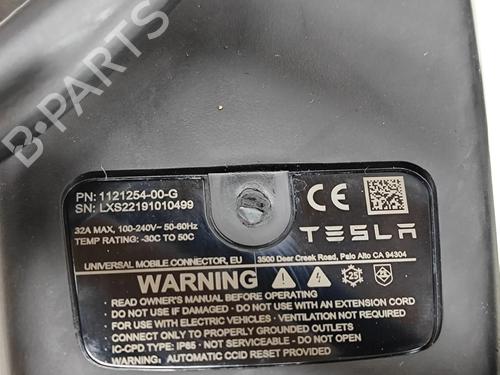 B-PARTS
PN: 1121254-00-G
SN: LXS22191010499
CE
32A MAX, 100-240V~ 50-60Hz
TEMP RATING: -30C TO 50C
TESLA
UNIVERSAL MOBILE CONNECTOR, EU
3500 Deer Creek Road, Palo Alto CA 94304
WARNING
25
READ OWNER'S MANUAL BEFORE OPERATING
DO NOT USE IF DAMAGED - DO NOT USE WITH AN EXTENSION CORD
FOR USE WITH ELECTRIC VEHICLES - VENTILATION NOT REQUIRED
CONNECT ONLY TO PROPERLY GROUNDED OUTLETS
IC-CPD TYPE: IP65 - NOT SERVICEABLE - DO NOT OPEN
WARNING: AUTOMATIC CCID RESET PROVIDED